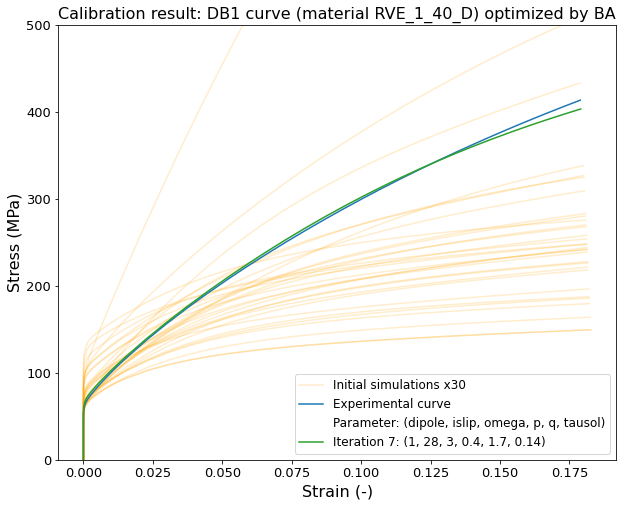 Calibration result: DB1 curve (material RVE_1_40_D) optimized by BA
500
400
300
200
100
0
Stress (MPa)
0.000 0.025 0.050 0.075 0.100 0.125 0.150 0.175
Strain (-)
Initial simulations x30
Experimental curve
Parameter: (dipole, islip, omega, p, q, tausol)
Iteration 7: (1, 28, 3, 0.4, 1.7, 0.14)